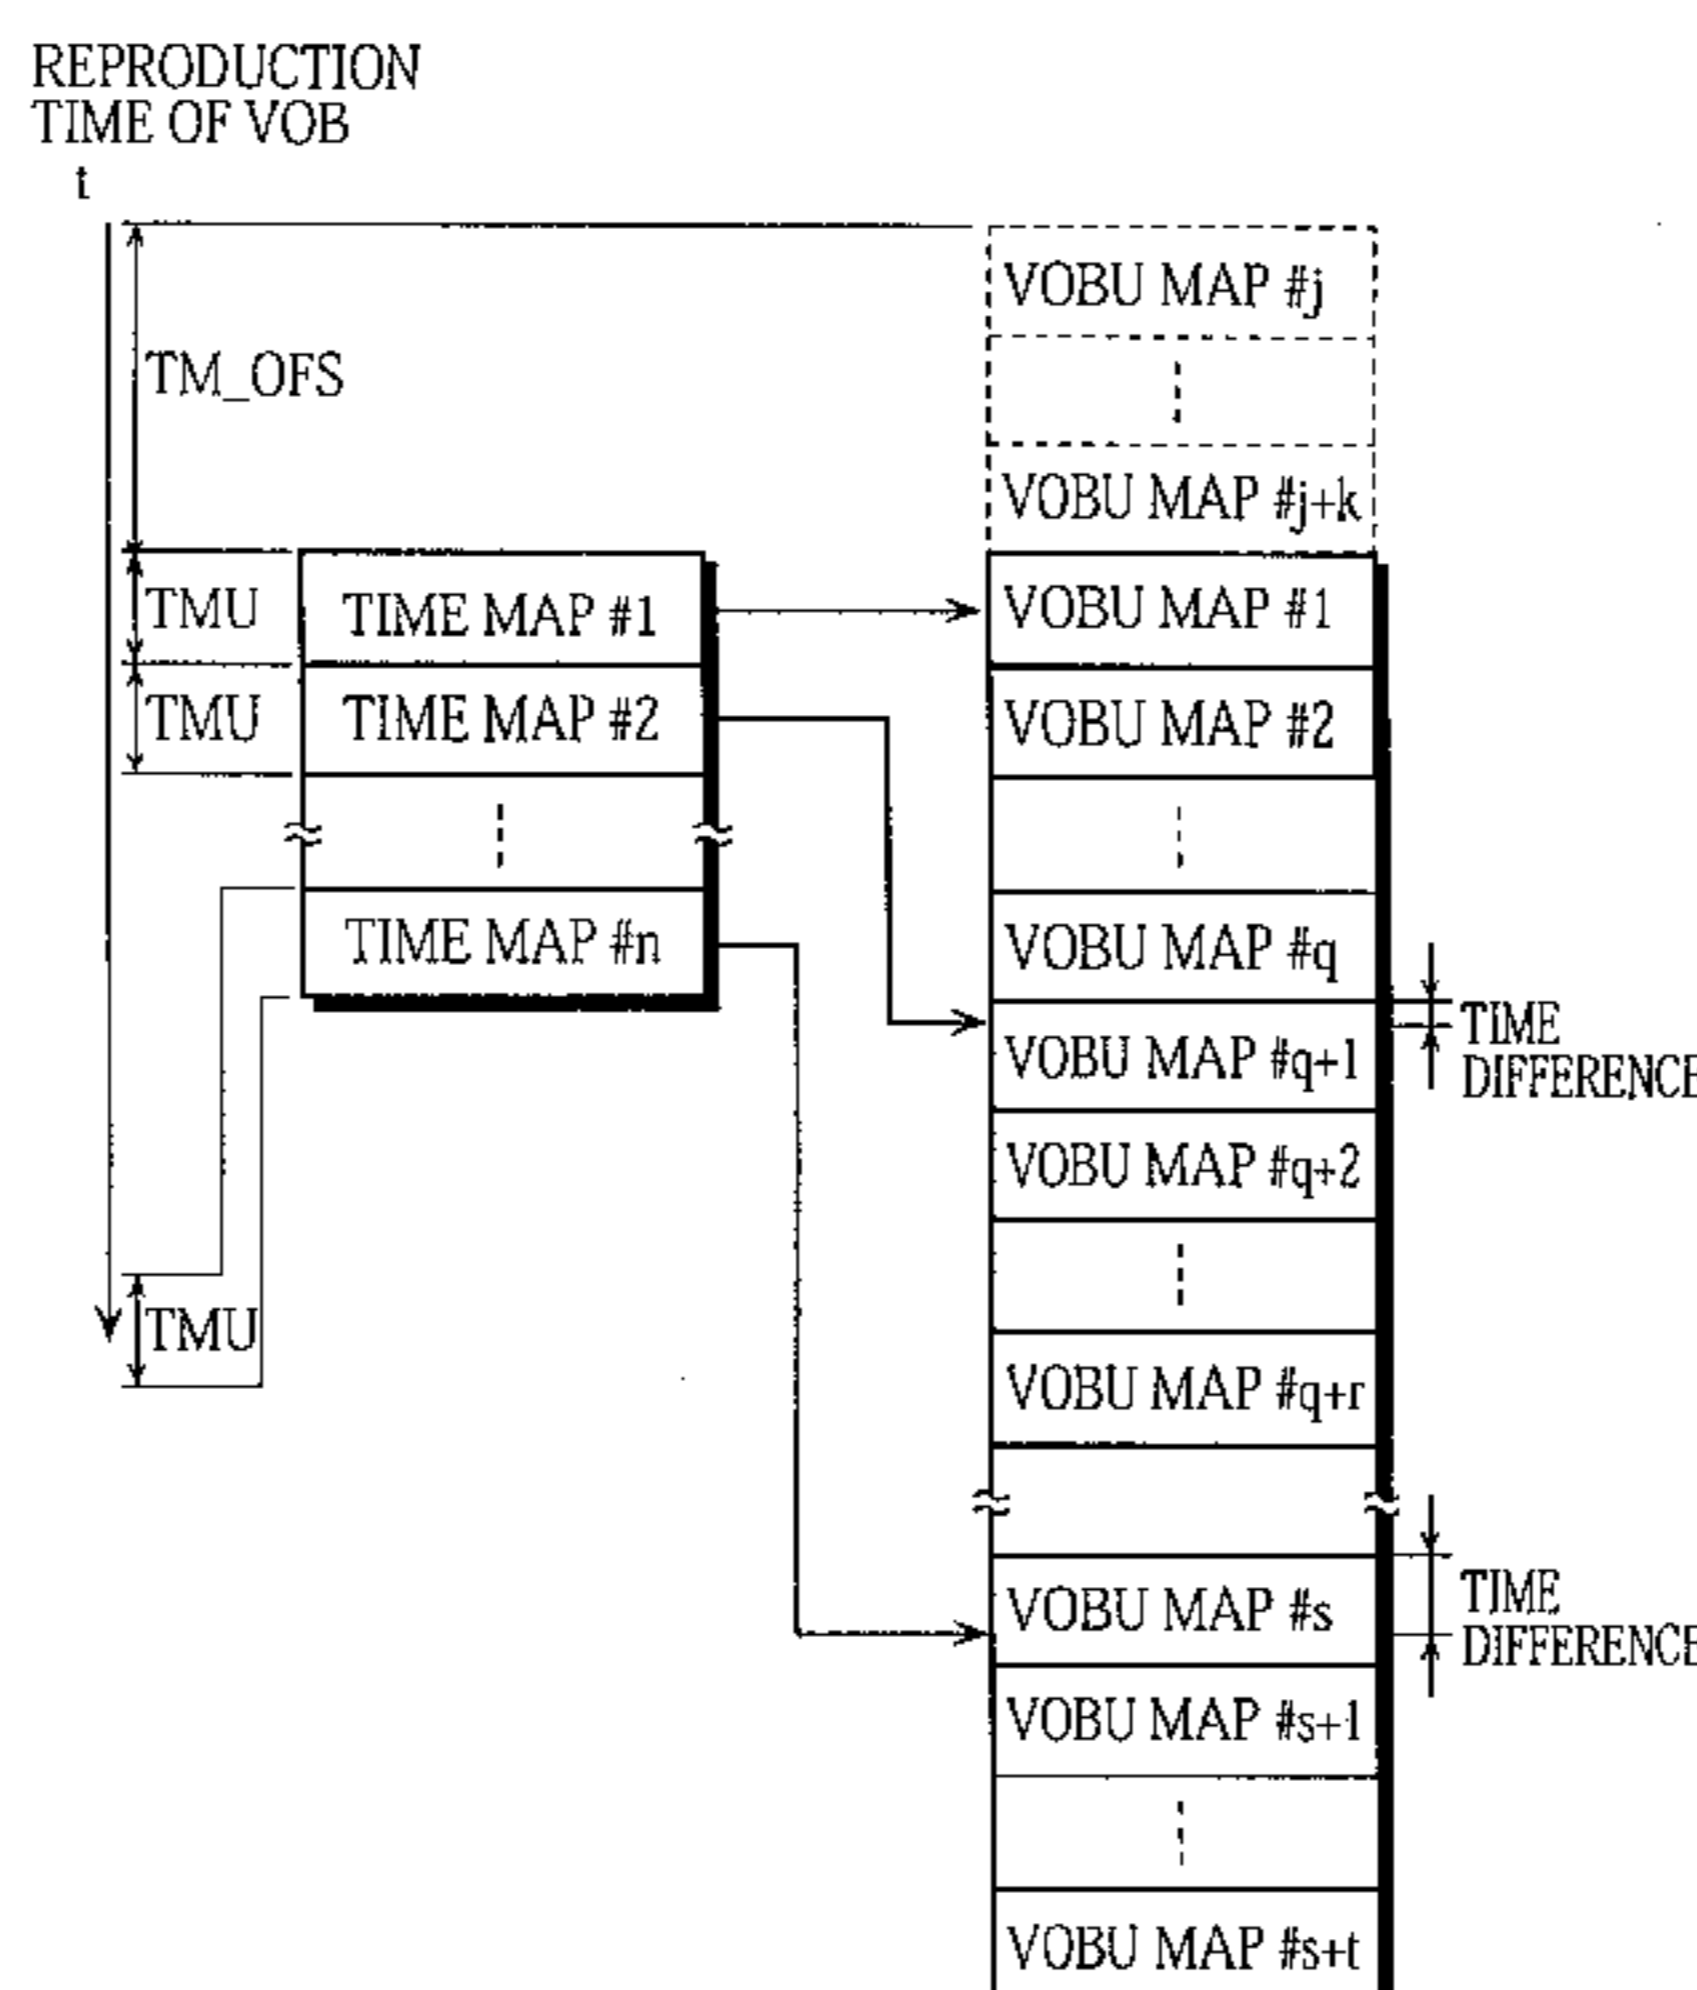 REPRODUCTION
TIME OF VOB
t
VOBU MAP #j
TM_OFS
VOBU MAP #j+k
TMU
TIME MAP #1
VOBU MAP #1
TMU
TIME MAP #2
VOBU MAP #2
TIME MAP #n
VOBU MAP #q
TIME
DIFFERENCE
VOBU MAP #q+1
VOBU MAP #q+2
TMU
VOBU MAP #q+r
VOBU MAP #s
TIME
DIFFERENCE
VOBU MAP #s+1
VOBU MAP #s+t